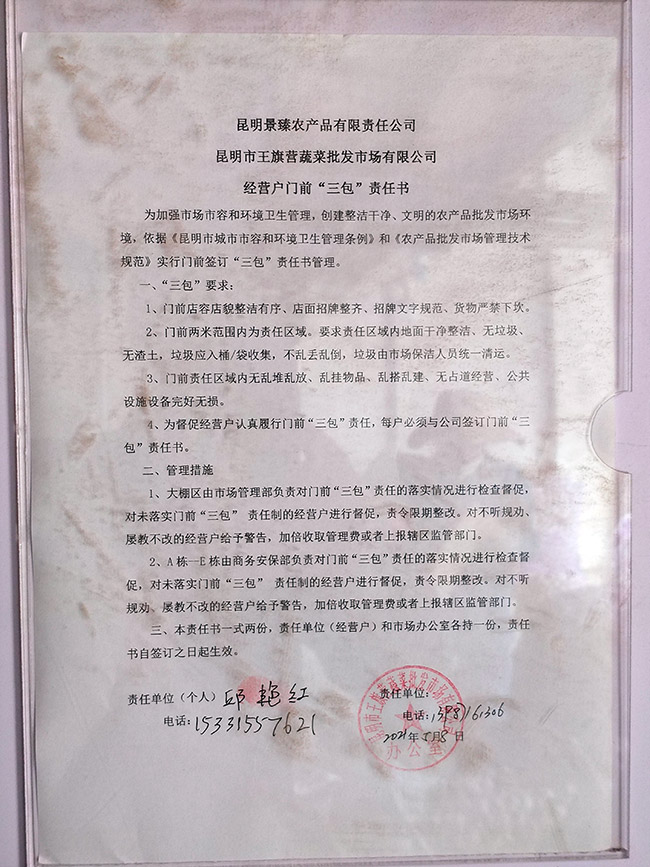 昆明景臻农产品有限责任公司
昆明市王旗营蔬菜批发市场有限公司
经营户门前“三包”责任书
为加强市场市容和环境卫生管理，创建整洁干净、文明的农产品批发市场环
境，依据《昆明市城市市容和环境卫生管理条例》和《农产品批发市场管理技术
规范》实行门前签订“三包”责任书管理。
一、“三包”要求：
1、门前店容店貌整洁有序、店面招牌整齐、招牌文字规范、货物严禁下坎。
2、门前两米范围内为责任区域。要求责任区域内地面干净整洁、无垃圾、
无渣土，垃圾应入桶/袋收集，不乱丢乱倒，垃圾由市场保洁人员统一清运。
3、门前责任区域内无乱堆乱放、乱挂物品、乱搭乱建、无占道经营、公共
设施设备完好无损。
4、为督促经营户认真履行门前“三包”责任，每户必须与公司签订门前“三
包”责任书。
二、管理措施
1、大棚区由市场管理部负责对门前“三包”责任的落实情况进行检查督促，
对未落实门前“三包” 责任制的经营户进行督促，责令限期整改。对不听规劝、
屡教不改的经营户给予警告，加倍收取管理费或者上报辖区监管部门。
2、A栋—E栋由商务安保部负责对门前“三包”责任的落实情况进行检查督
促，对未落实门前“三包” 责任制的经营户进行督促，责令限期整改。对不听
规劝、屡教不改的经营户给予警告，加倍收取管理费或者上报辖区监管部门。
三、本责任书一式两份，责任单位（经营户）和市场办公室各持一份，责任
书自签订之日起生效。
责任单位（个人）邱艳红 责任单位：
电话：15331557621 电话：
2021年5月8日
昆明市王旗营蔬菜批发市场有限公司
办公室